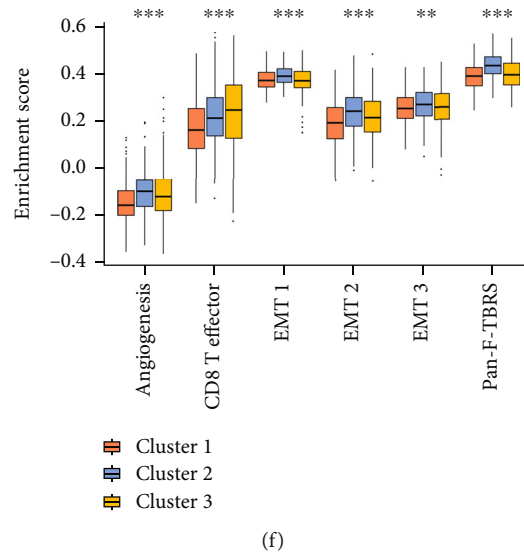 *** *** *** *** ** ***
Enrichment score
0.6
0.4
0.2
0.0
−0.2
−0.4
Angiogenesis
CD8 T effector
EMT 1
EMT 2
EMT 3
Pan-F-TBRS
Cluster 1
Cluster 2
Cluster 3
(f)